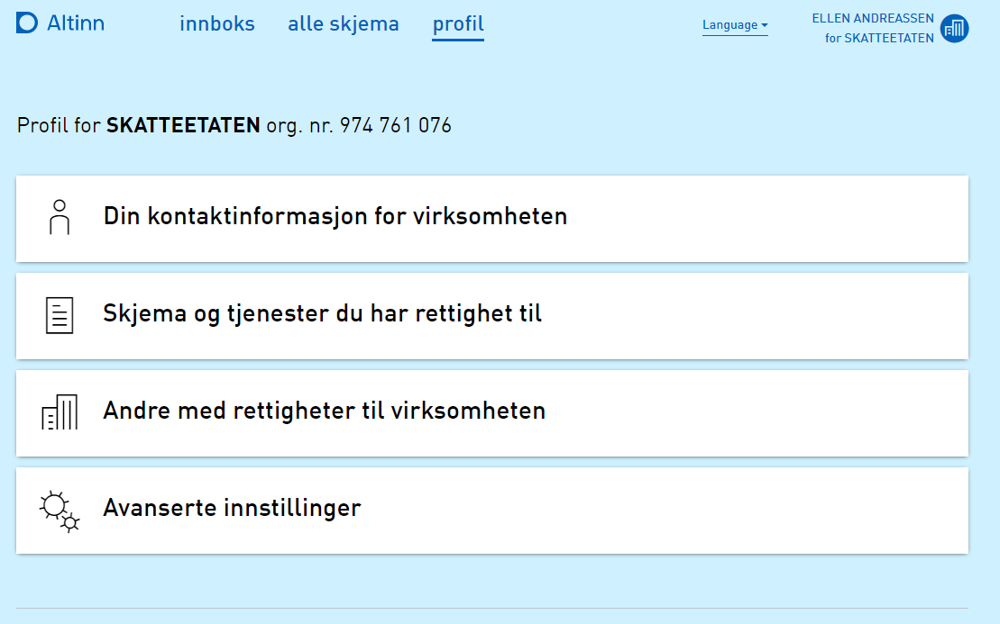 Altinn
innboks
alle skjema
profil
Language
ELLEN ANDREASSEN
for SKATTEETATEN
Profil for SKATTEETATEN org. nr. 974 761 076
Din kontaktinformasjon for virksomheten
Skjema og tjenester du har rettighet til
Andre med rettigheter til virksomheten
Avanserte innstillinger